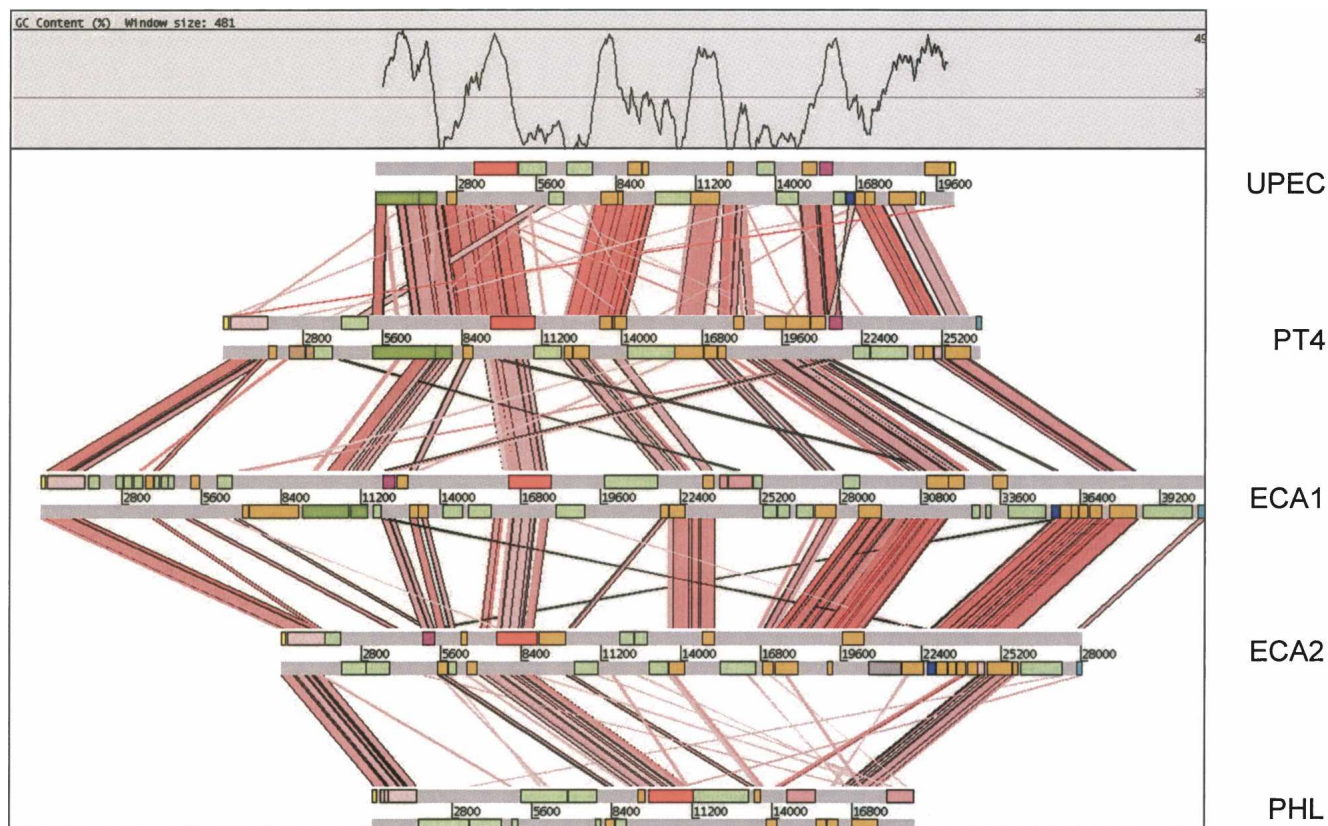 GC Content (%) Window size: 481
49
38
UPEC
2800 5600 8400 11200 14000 16800 19600
PT4
2800 5600 8400 11200 14000 16800 19600 22400 25200
ECA1
2800 5600 8400 11200 14000 16800 19600 22400 25200 28000 30800 33600 36400 39200
ECA2
2800 5600 8400 11200 14000 16800 19600 22400 25200 28000
PHL
2800 5600 8400 11200 14000 16800